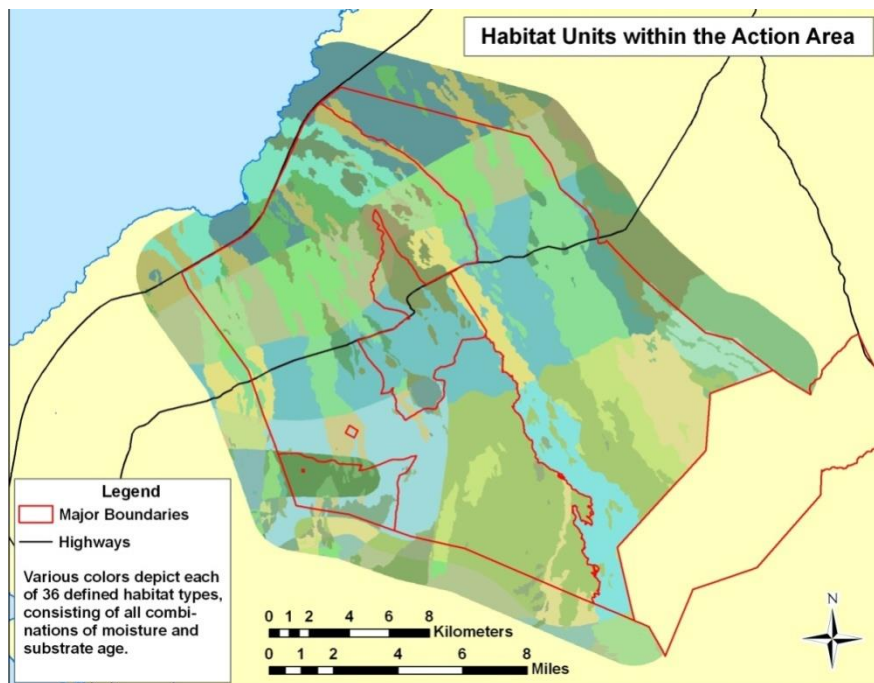 Habitat Units within the Action Area
Legend
Major Boundaries
Highways
Various colors depict each
of 36 defined habitat types,
consisting of all combi-
nations of moisture and
substrate age.
0 1 2 4 6 8
Kilometers
0 1 2 4 6 8
Miles
N